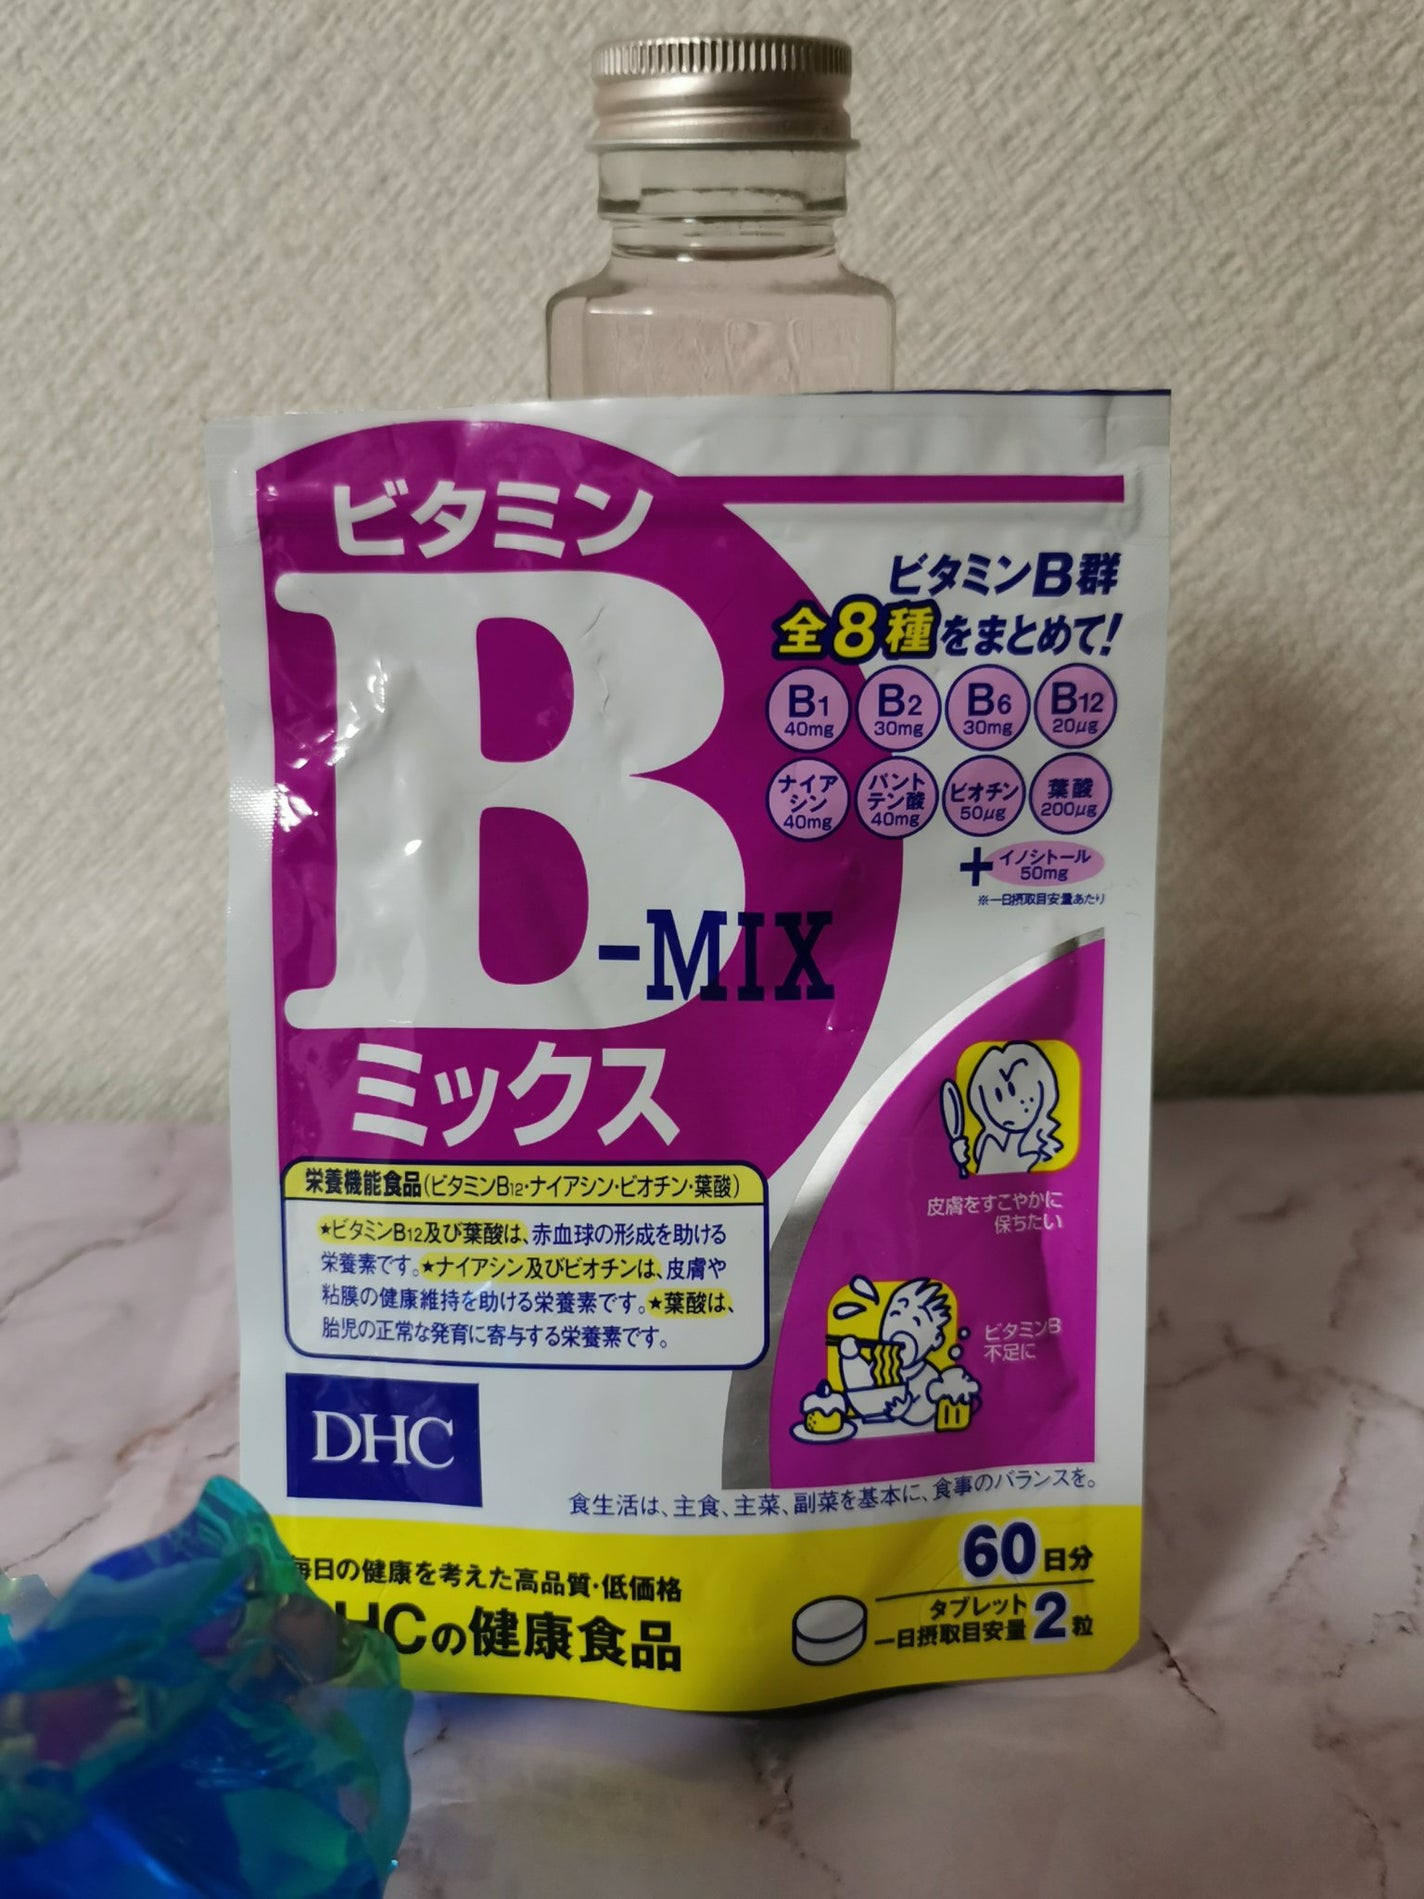 ビタミン
B-MIX
ミックス
ビタミンB群
全8種をまとめて!
B1
40mg
B2
30mg
B6
30mg
B12
20μg
ナイア
シン
40mg
パント
テン酸
40mg
ビオチン
50μg
葉酸
200μg
+イノシトール
50mg
※一日摂取目安量あたり
皮膚をすこやかに
保ちたい
ビタミンB
不足に
栄養機能食品(ビタミンB12・ナイアシン・ビオチン・葉酸)
★ビタミンB12及び葉酸は、赤血球の形成を助ける
栄養素です。★ナイアシン及びビオチンは、皮膚や
粘膜の健康維持を助ける栄養素です。★葉酸は、
胎児の正常な発育に寄与する栄養素です。
DHC
食生活は、主食、主菜、副菜を基本に、食事のバランスを。
毎日の健康を考えた高品質・低価格
DHCの健康食品
60日分
タブレット
一日摂取目安量2粒